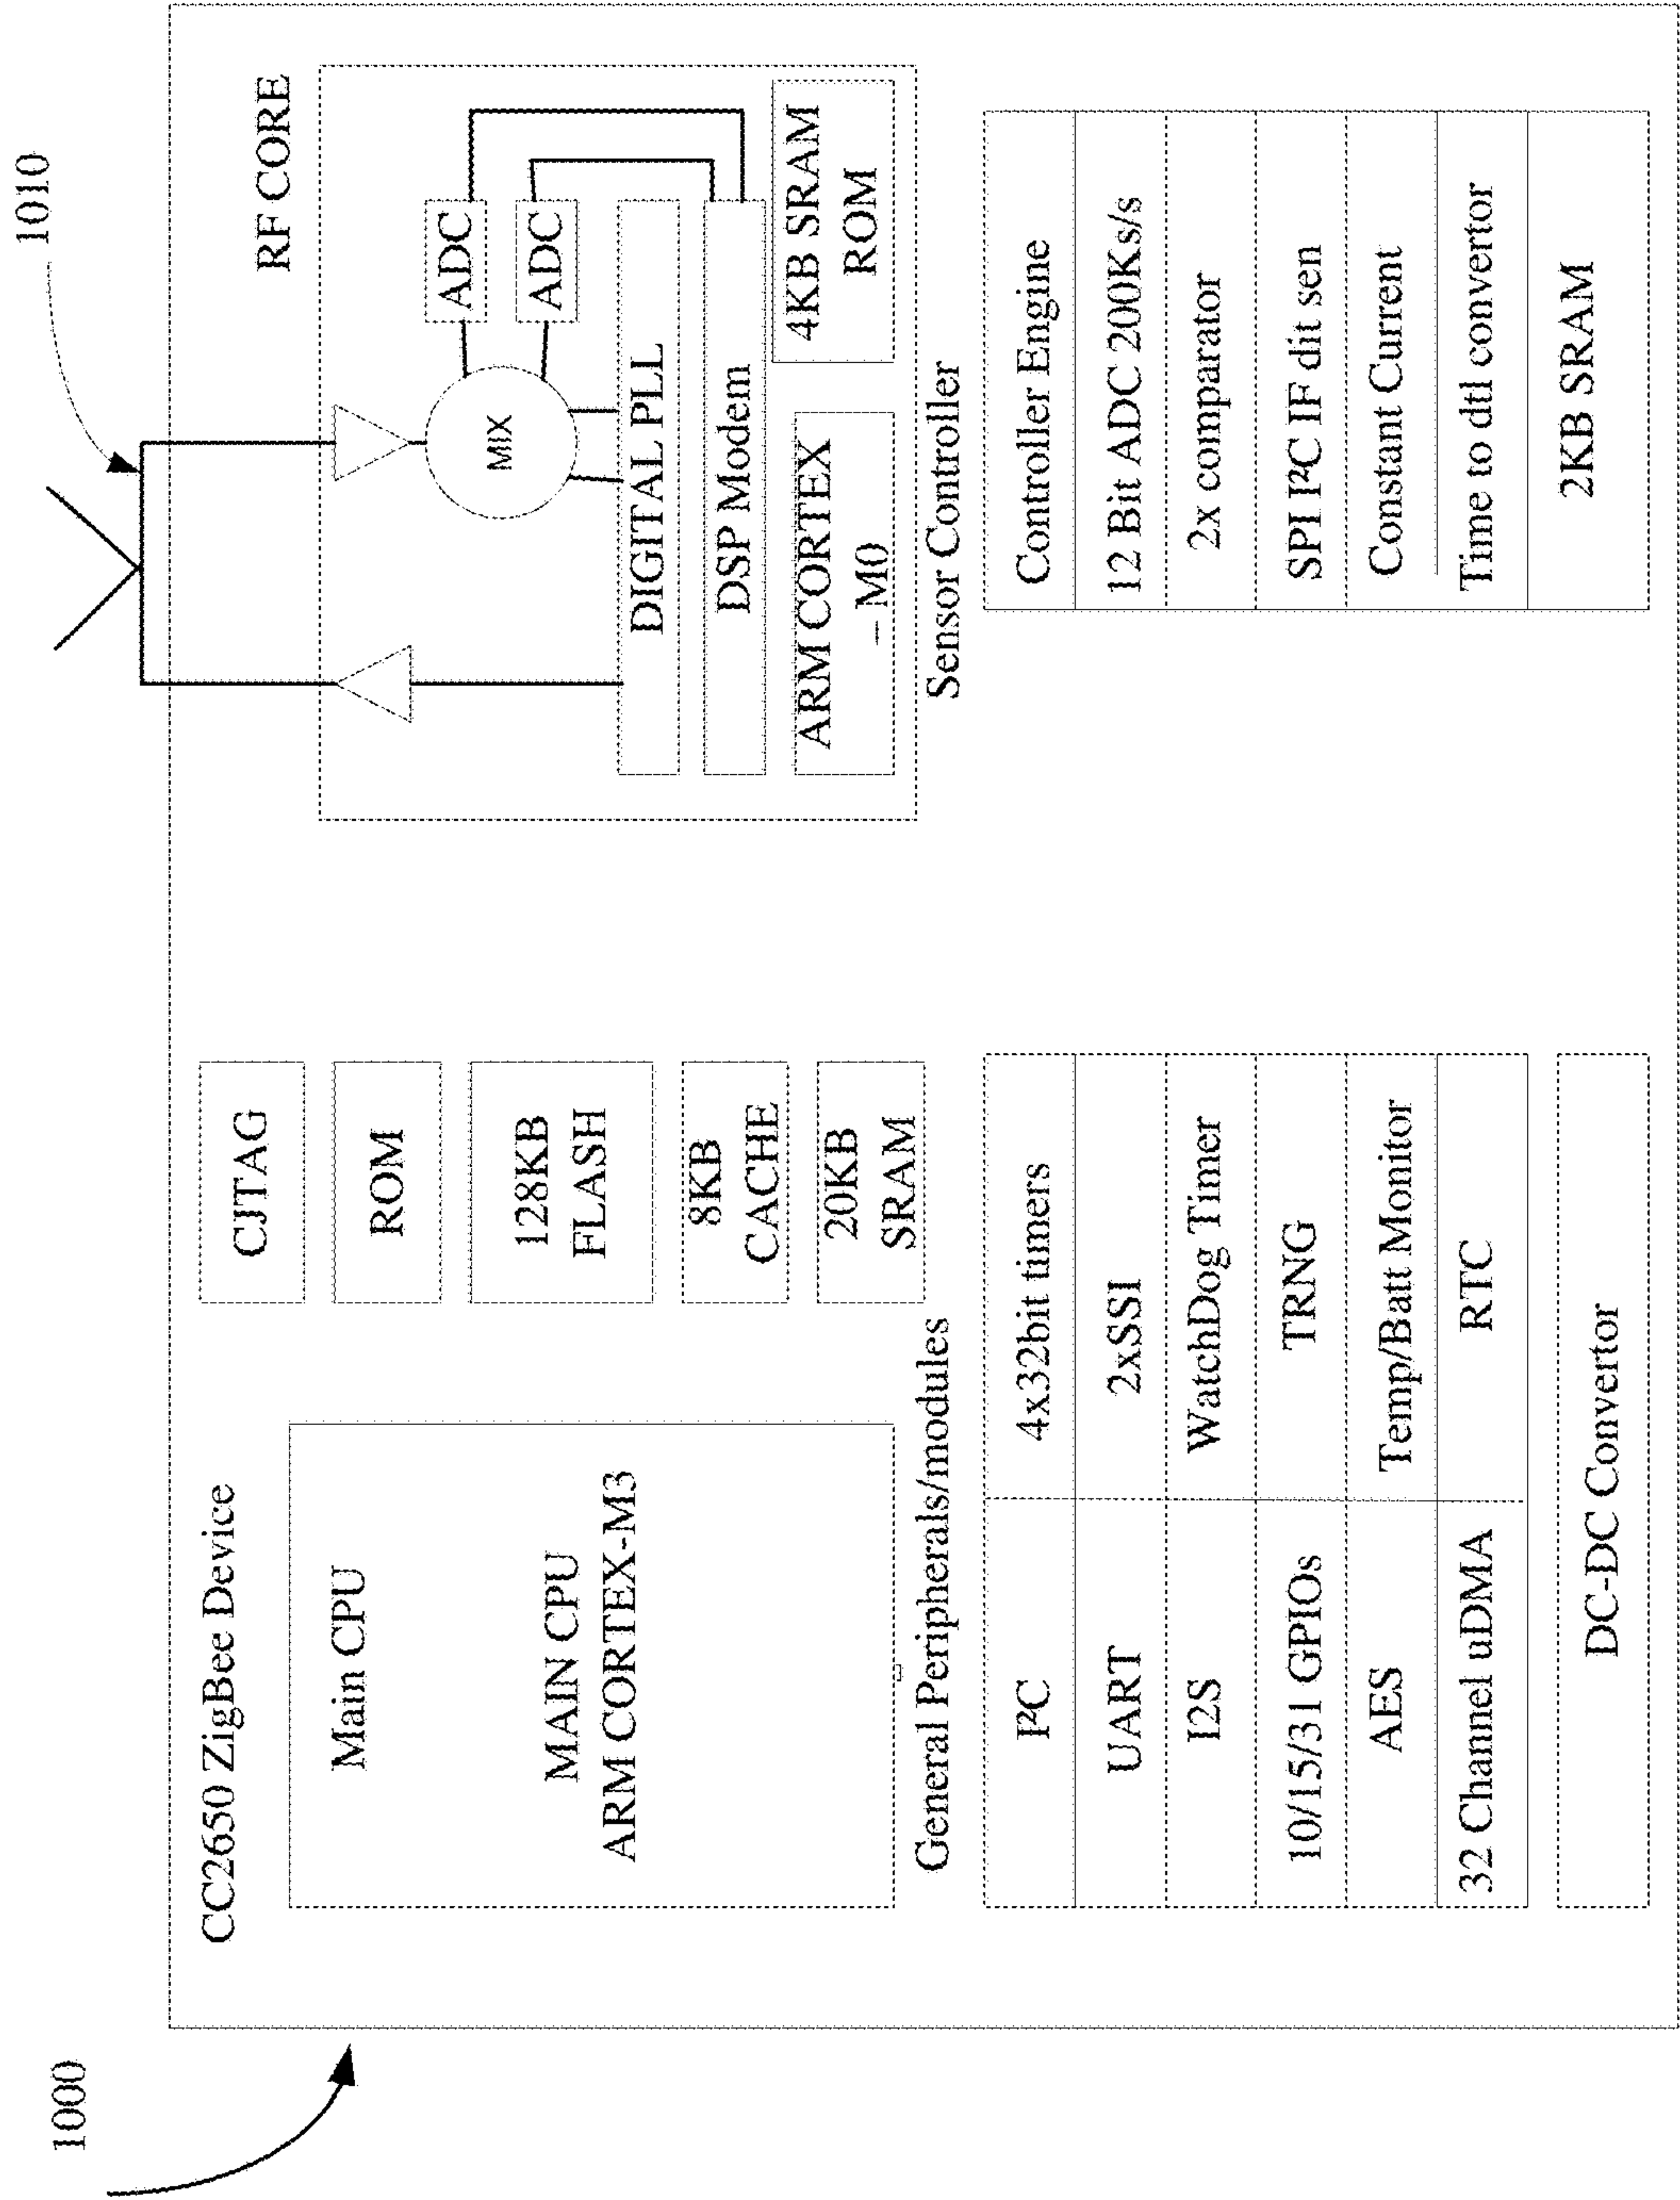 1000
1010
CC2650 ZigBee Device
Main CPU
MAIN CPU
ARM CORTEX-M3
CJTAG
ROM
128KB
FLASH
8KB
CACHE
20KB
SRAM
RF CORE
ADC
ADC
MIX
DIGITAL PLL
DSP Modem
ARM CORTEX
– M0
4KB SRAM
ROM
General Peripherals/modules
I²C
4x32bit timers
UART
2xSSI
I2S
WatchDog Timer
10/15/31 GPIOs
TRNG
AES
Temp/Batt Monitor
32 Channel uDMA
RTC
DC-DC Convertor
Sensor Controller
Controller Engine
12 Bit ADC 200Ks/s
2x comparator
SPI I²C IF dit sen
Constant Current
Time to dtl convertor
2KB SRAM